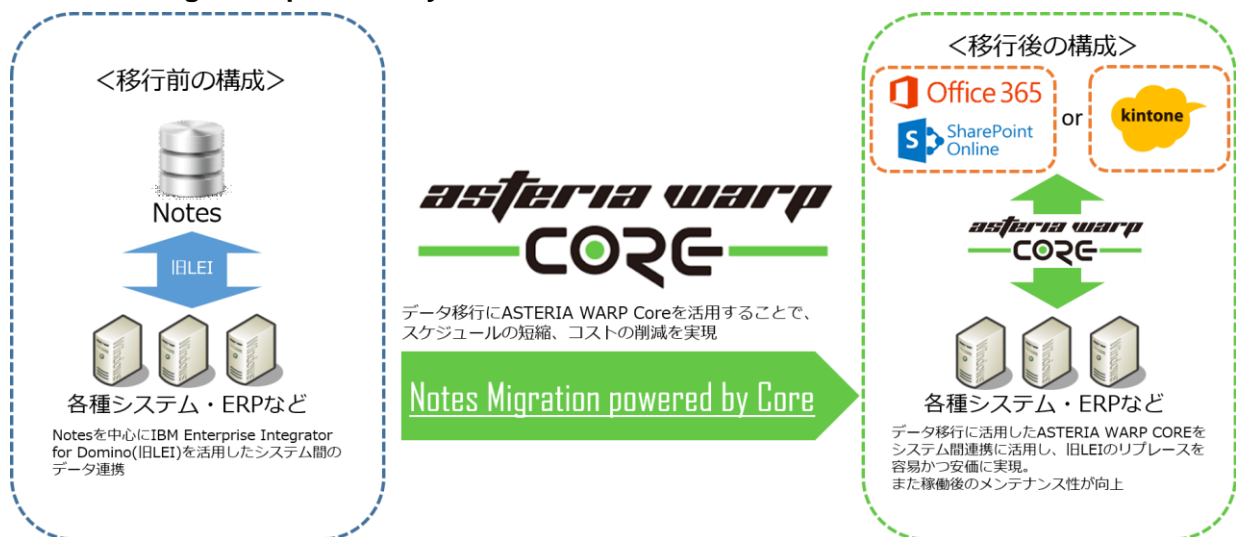 <移行前の構成>
Notes
旧LEI
Windows
Windows
Windows
各種システム・ERPなど
Notesを中心にIBM Enterprise Integrator
for Domino(旧LEI)を活用したシステム間の
データ連携
asteria warp
CORE
データ移行にASTERIA WARP Coreを活用することで、
スケジュールの短縮、コストの削減を実現
Notes Migration powered by Core
<移行後の構成>
Office 365
S
SharePoint
Online
or
kintone
asteria warp
CORE
Windows
Windows
Windows
各種システム・ERPなど
データ移行に活用したASTERIA WARP COREを
システム間連携に活用し、旧LEIのリプレースを
容易かつ安価に実現。
また稼働後のメンテナンス性が向上